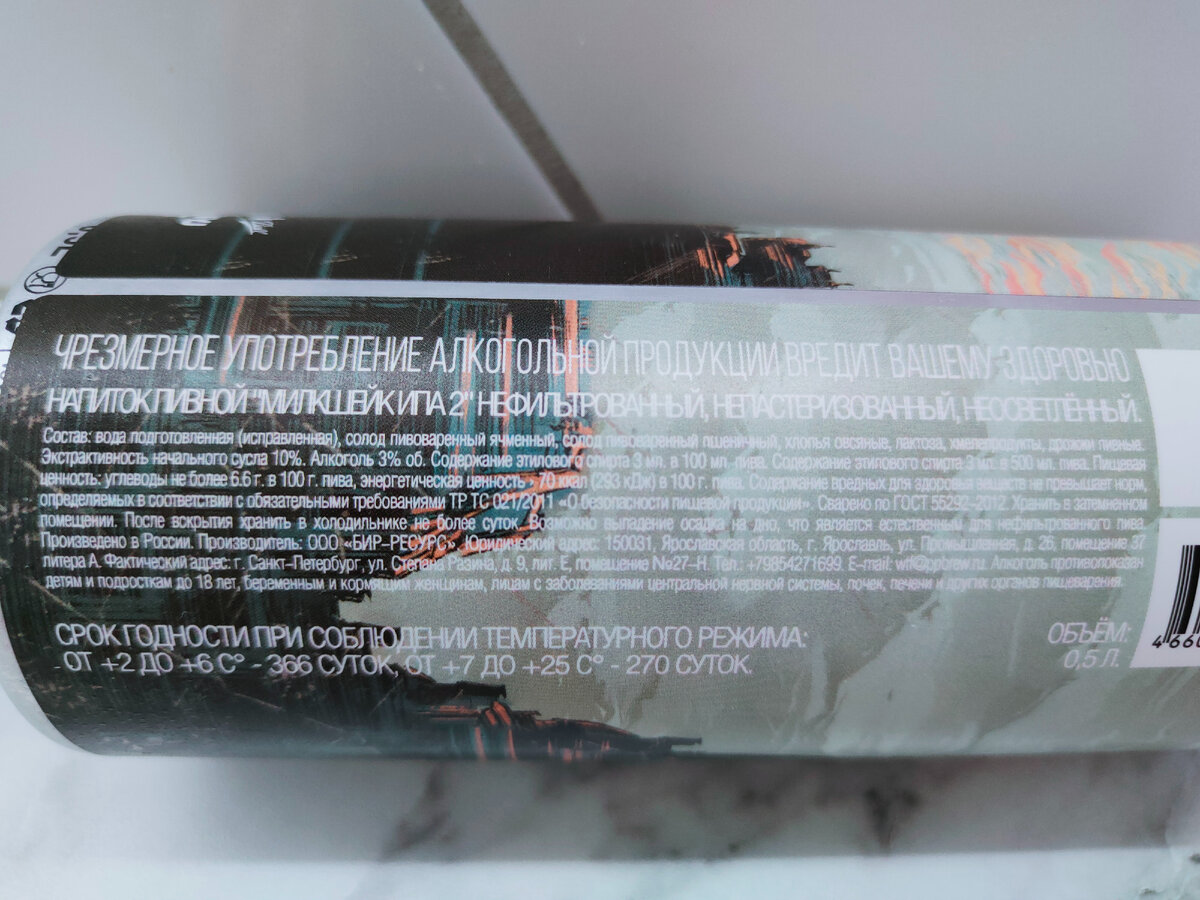 ЧРЕЗМЕРНОЕ УПОТРЕБЛЕНИЕ АЛКОГОЛЬНОЙ ПРОДУКЦИИ ВРЕДИТ ВАШЕМУ ЗДОРОВЬЮ
НАПИТОК ПИВНОЙ "МИЛКШЕЙК ИПА 2" НЕФИЛЬТРОВАННЫЙ, НЕПАСТЕРИЗОВАННЫЙ, НЕОСВЕТЛЁННЫЙ.
Состав: вода подготовленная (исправленная), солод пивоваренный ячменный, солод пивоваренный пшеничный, хлопья овсяные, лактоза, хмелепродукты, дрожжи пивные.
Экстрактивность начального сусла 10%. Алкоголь 3% об. Содержание этилового спирта 3 мл. в 100 мл. пива. Содержание этилового спирта мл. пива. Пищевая
ценность: углеводы не более 6.6 г. в 100 г. пива, энергетическая ценность - 70 ккал (293 кДж) в 100 г. пива. Содержание вредных для здоровья не превышает норм,
определяемых в соответствии с обязательными требованиями ТР ТС 021/2011 «О безопасности пищевой продукции». Сварено по ГОСТ Хранить в затемненном
помещении. После вскрытия хранить в холодильнике не более суток. Возможно выпадение осадка на дно, что является естественным для нефильтрованного пива.
Произведено в России. Производитель: ООО «БИР-РЕСУРС». Юридический адрес: 150031, Ярославская область, г. Ярославль, ул. д. 26, помещение 37
литера А. Фактический адрес: г. Санкт-Петербург, ул. Степана Разина, д. 9, лит. Е, помещение №27-Н. Тел.: +79854271699. E-mail: Алкоголь противопоказан
детям и подросткам до 18 лет, беременным и кормящим женщинам, лицам с заболеваниями центральной нервной системы, почек, печени и других органов пищеварения.
СРОК ГОДНОСТИ ПРИ СОБЛЮДЕНИИ ТЕМПЕРАТУРНОГО РЕЖИМА:
ОТ +2 ДО +6 С° - 366 СУТОК, ОТ +7 ДО +25 С° - 270 СУТОК.
ОБЪЁМ:
0,5 Л.